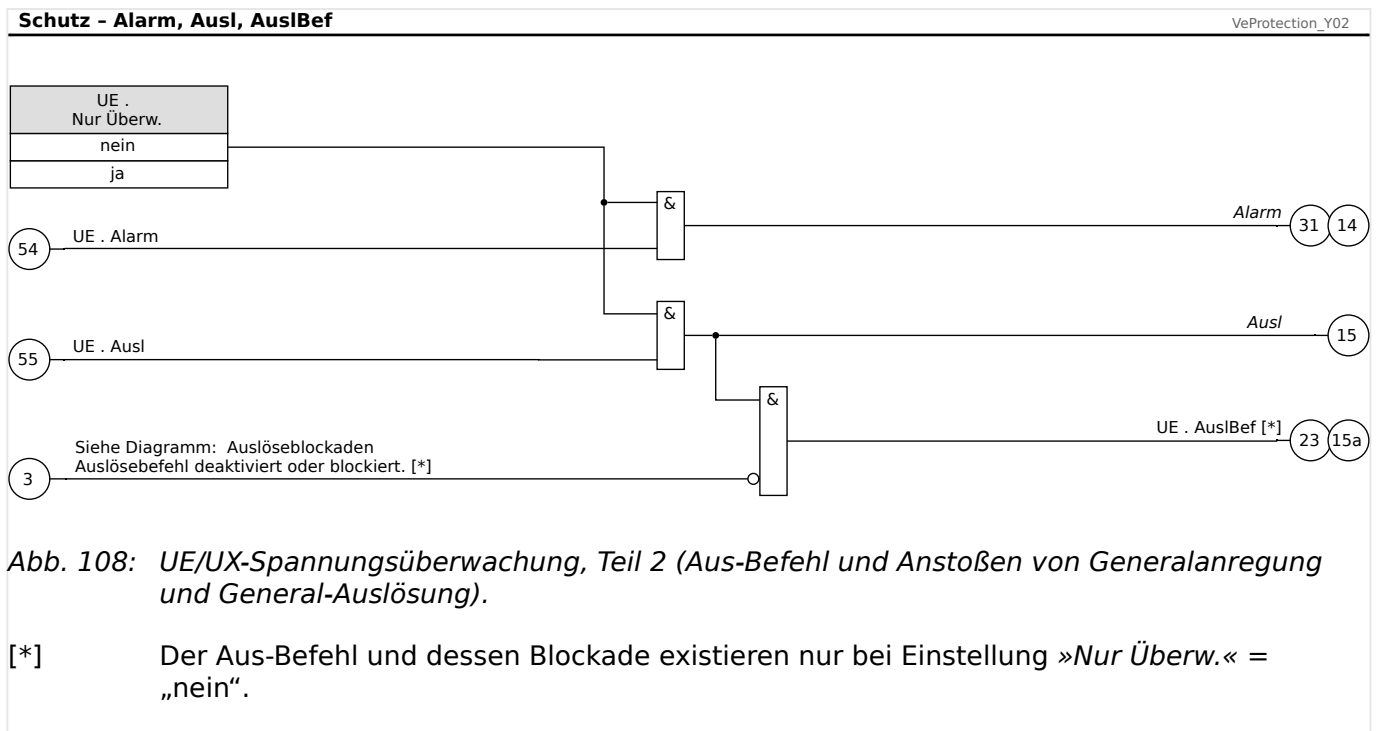 Schutz – Alarm, Ausl, AuslBef
VeProtection_Y02
UE .
Nur Überw.
nein
ja
&
Alarm
31
14
54
UE . Alarm
&
Ausl
15
55
UE . Ausl
&
UE . AuslBef [*]
23
15a
Siehe Diagramm: Auslöseblockaden
Auslösebefehl deaktiviert oder blockiert. [*]
3
Abb. 108: UE/UX-Spannungsüberwachung, Teil 2 (Aus-Befehl und Anstoßen von Generalanregung
und General-Auslösung).
[*] Der Aus-Befehl und dessen Blockade existieren nur bei Einstellung »Nur Überw.« =
„nein“.